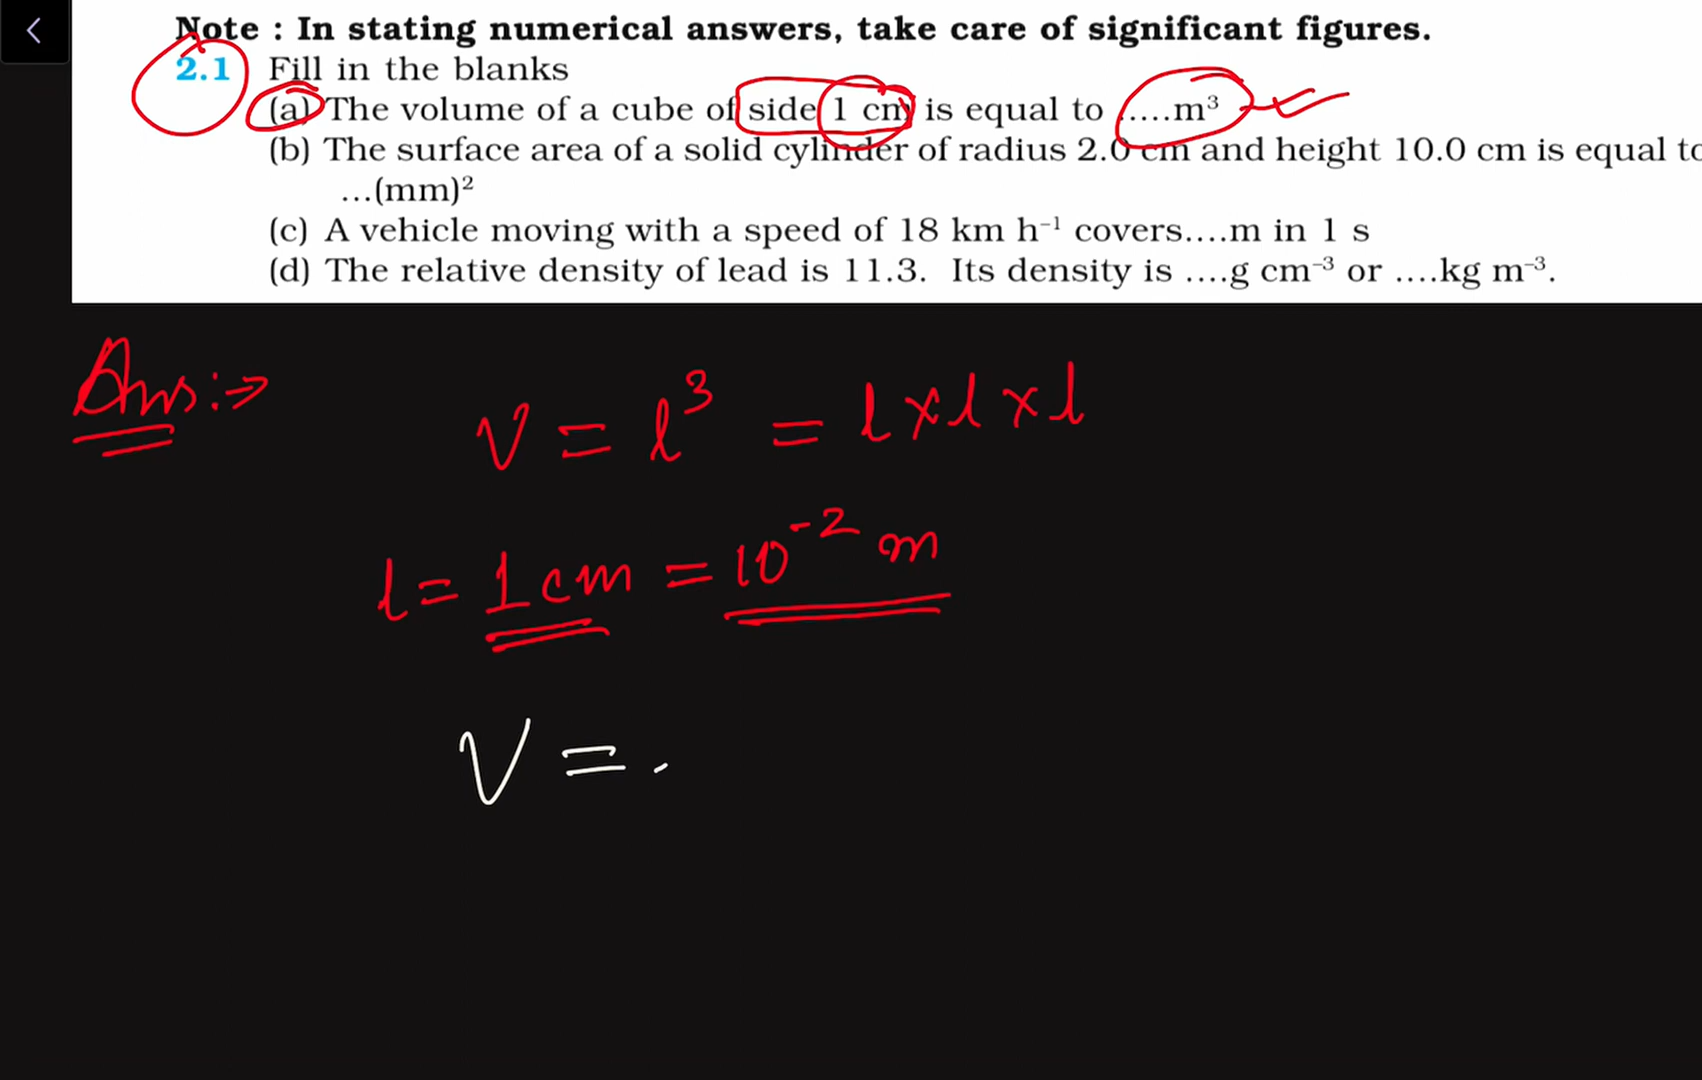 Note : In stating numerical answers, take care of significant figures.
2.1 Fill in the blanks
(a) The volume of a cube of side 1 cm is equal to .....m³
(b) The surface area of a solid cylinder of radius 2.0 cm and height 10.0 cm is equal to
...(mm)²
(c) A vehicle moving with a speed of 18 km h⁻¹ covers....m in 1 s
(d) The relative density of lead is 11.3. Its density is ....g cm⁻³ or ....kg m⁻³.
Ans:⇒
V = l³ = l×l×l
l = 1cm = 10⁻² m
V = .